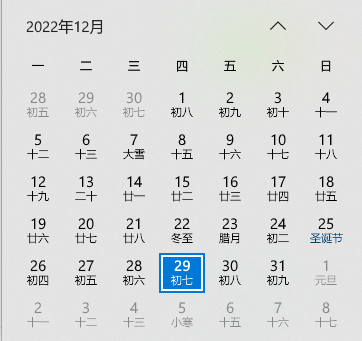 2022年12月
一 二 三 四 五 六 日
28 29 30 1 2 3 4
初五 初六 初七 初八 初九 初十 十一
5 6 7 8 9 10 11
十二 十三 大雪 十五 十六 十七 十八
12 13 14 15 16 17 18
十九 二十 廿一 廿二 廿三 廿四 廿五
19 20 21 22 23 24 25
廿六 廿七 廿八 冬至 腊月 初二 圣诞节
26 27 28 29 30 31 1
初四 初五 初六 初七 初八 初九 元旦
2 3 4 5 6 7 8
十一 十二 十三 小寒 十五 十六 十七